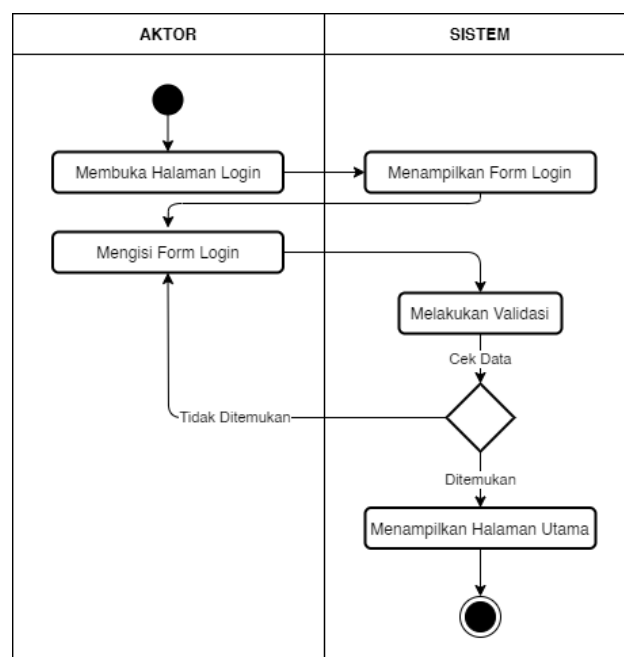 AKTOR
SISTEM
Membuka Halaman Login
Menampilkan Form Login
Mengisi Form Login
Melakukan Validasi
Cek Data
Tidak Ditemukan
Ditemukan
Menampilkan Halaman Utama